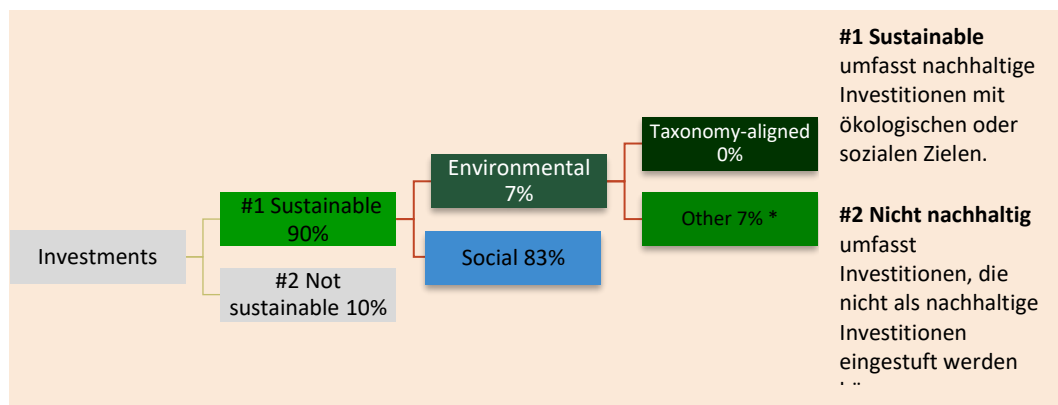 Investments
#1 Sustainable
90%
#2 Not
sustainable 10%
Environmental
7%
Social 83%
Taxonomy-aligned
0%
Other 7% *
#1 Sustainable
umfasst nachhaltige
Investitionen mit
ökologischen oder
sozialen Zielen.
#2 Nicht nachhaltig
umfasst
Investitionen, die
nicht als nachhaltige
Investitionen
eingestuft werden